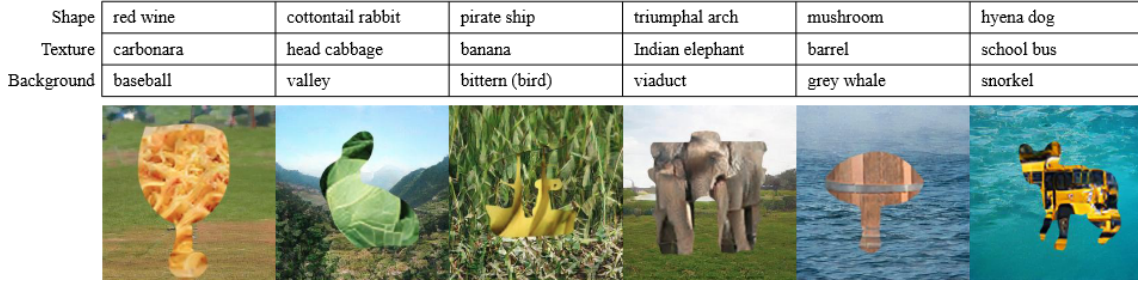 Shape red wine cottontail rabbit pirate ship triumphal arch mushroom hyena dog
Texture carbonara head cabbage banana Indian elephant barrel school bus
Background baseball valley bittern (bird) viaduct grey whale snorkel